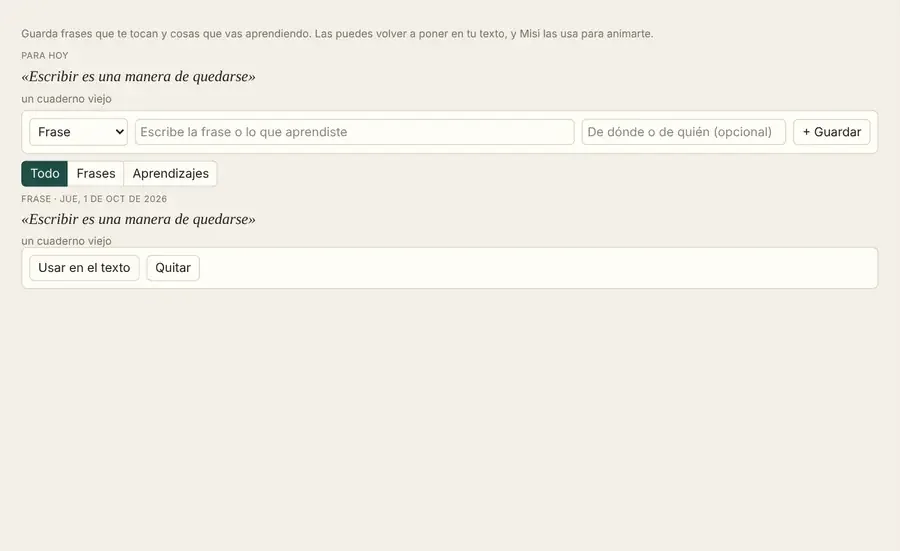 Guarda frases que te tocan y cosas que vas aprendiendo. Las puedes volver a poner en tu texto, y Misi las usa para animarte.
PARA HOY
«Escribir es una manera de quedarse»
un cuaderno viejo
Frase Escribe la frase o lo que aprendiste De dónde o de quién (opcional) + Guardar
Todo Frases Aprendizajes
FRASE · JUE, 1 DE OCT DE 2026
«Escribir es una manera de quedarse»
un cuaderno viejo
Usar en el texto Quitar